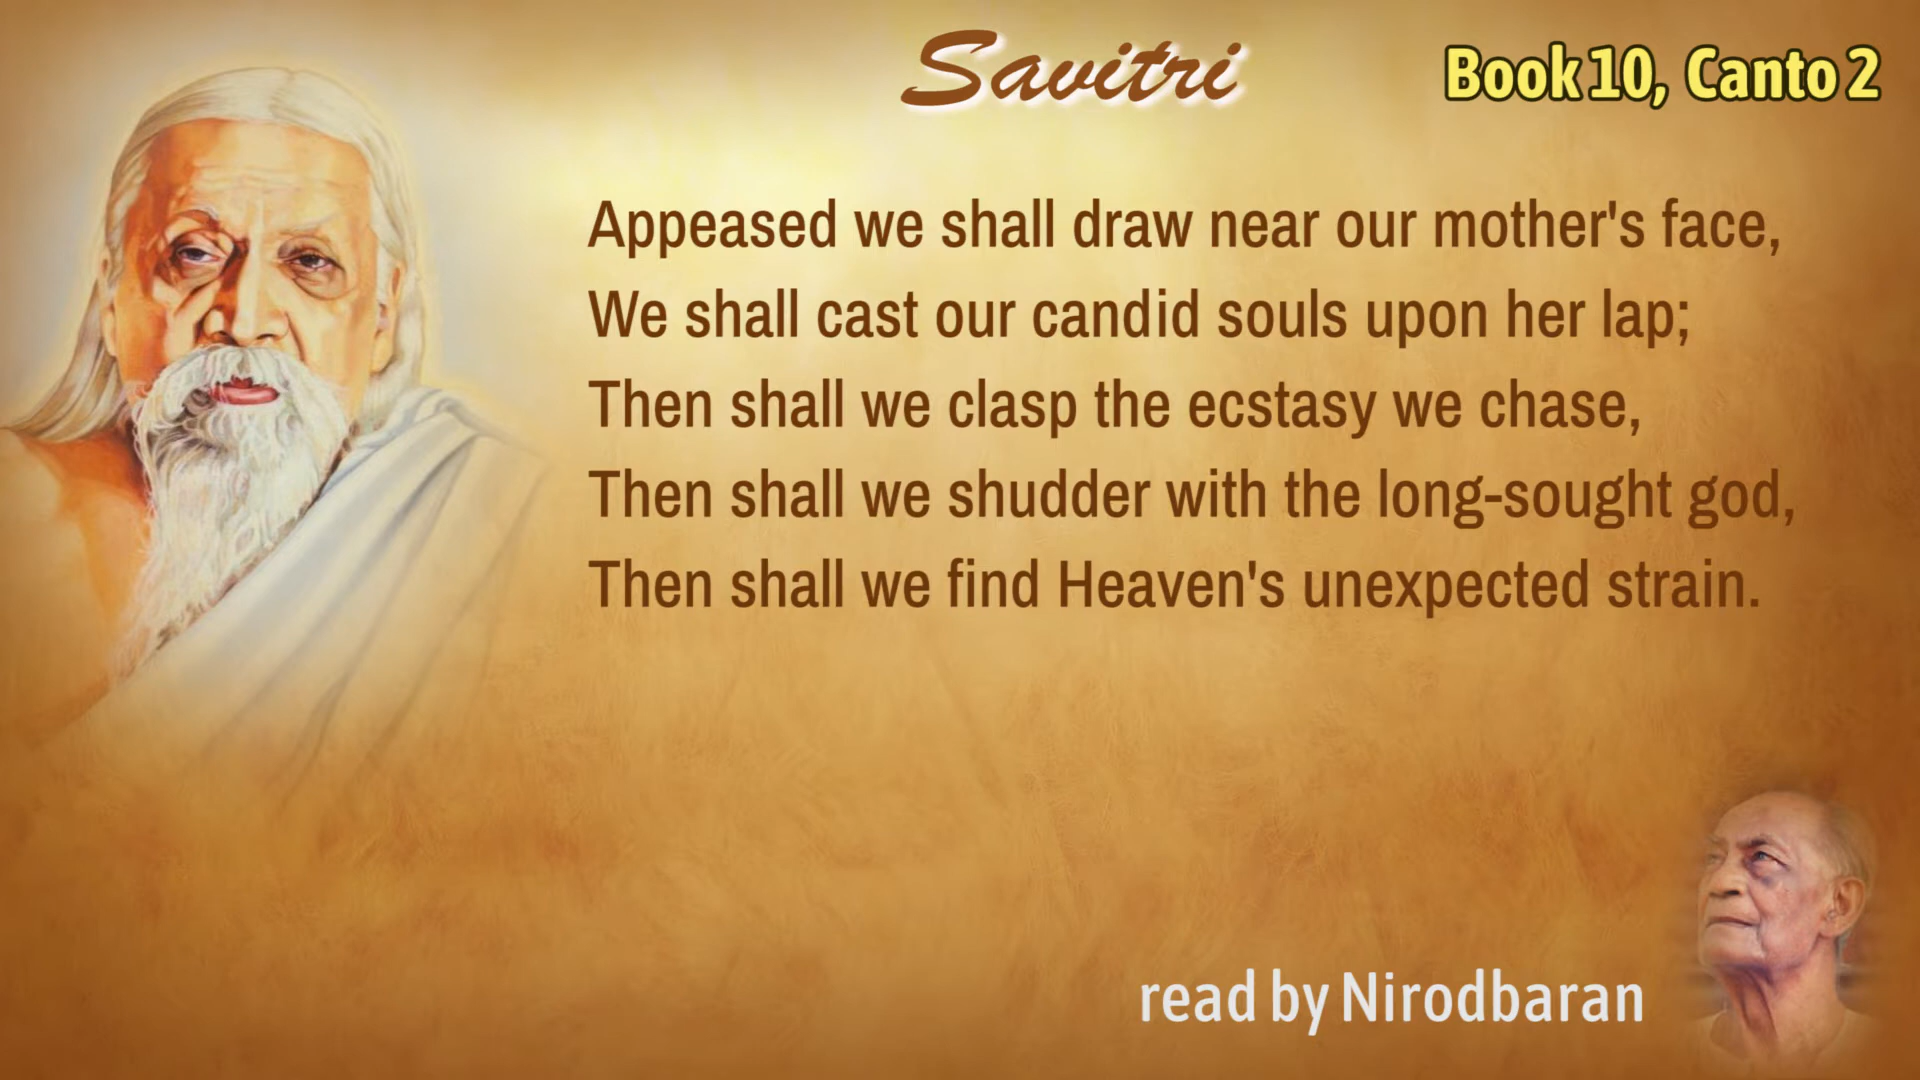 Savitri
Book 10, Canto 2
Appeased we shall draw near our mother's face,
We shall cast our candid souls upon her lap;
Then shall we clasp the ecstasy we chase,
Then shall we shudder with the long-sought god,
Then shall we find Heaven's unexpected strain.
read by Nirodbaran